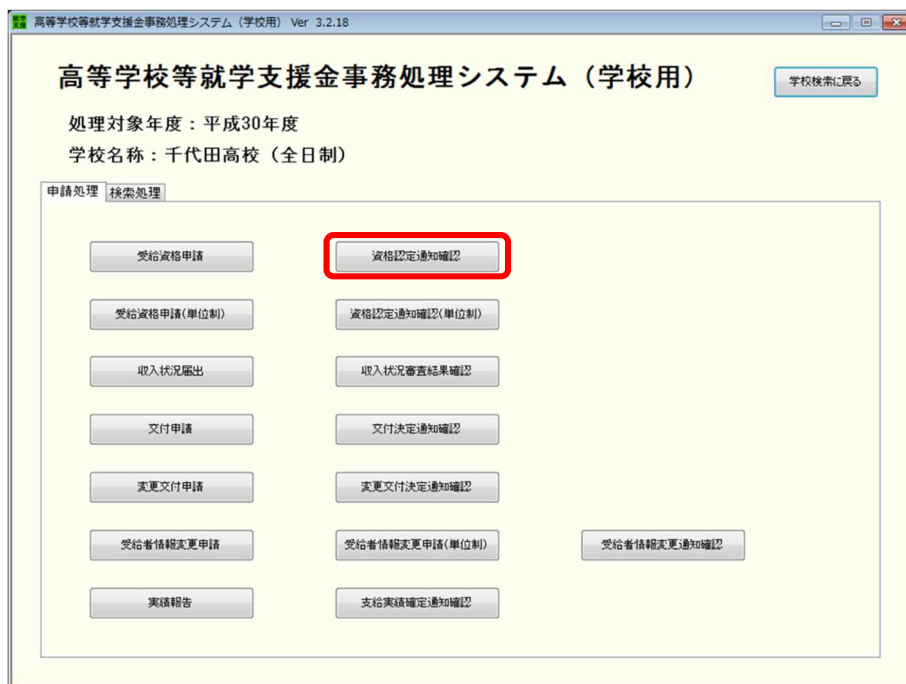 就学支援 高等学校等就学支援金事務処理システム（学校用） Ver 3.2.18
高等学校等就学支援金事務処理システム（学校用）
学校検索に戻る
処理対象年度：平成30年度
学校名称：千代田高校（全日制）
申請処理 検索処理
受給資格申請 資格認定通知確認
受給資格申請(単位制) 資格認定通知確認(単位制)
収入状況届出 収入状況審査結果確認
交付申請 交付決定通知確認
変更交付申請 変更交付決定通知確認
受給者情報変更申請 受給者情報変更申請(単位制) 受給者情報変更通知確認
実績報告 支給実績確定通知確認